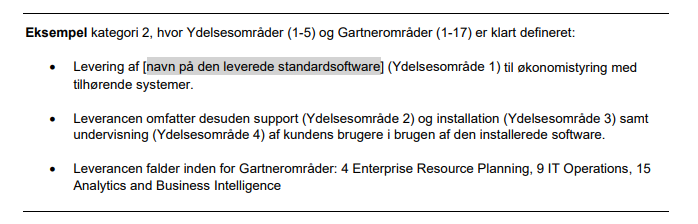 Eksempel kategori 2, hvor Ydelsesområder (1-5) og Gartnerområder (1-17) er klart defineret:
• Levering af [navn på den leverede standardsoftware] (Ydelsesområde 1) til økonomistyring med
tilhørende systemer.
• Leverancen omfatter desuden support (Ydelsesområde 2) og installation (Ydelsesområde 3) samt
undervisning (Ydelsesområde 4) af kundens brugere i brugen af den installerede software.
• Leverancen falder inden for Gartnerområder: 4 Enterprise Resource Planning, 9 IT Operations, 15
Analytics and Business Intelligence